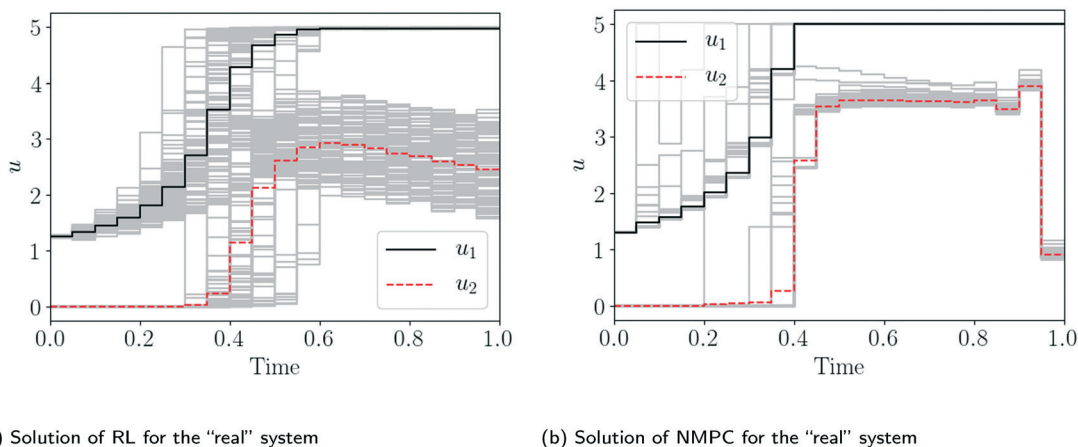 5
4
3
2
1
0
u
u₁
u₂
0.0
0.2
0.4
0.6
0.8
1.0
Time
) Solution of RL for the “real” system
5
4
3
2
1
0
u
u₁
u₂
0.0
0.2
0.4
0.6
0.8
1.0
Time
(b) Solution of NMPC for the “real” system